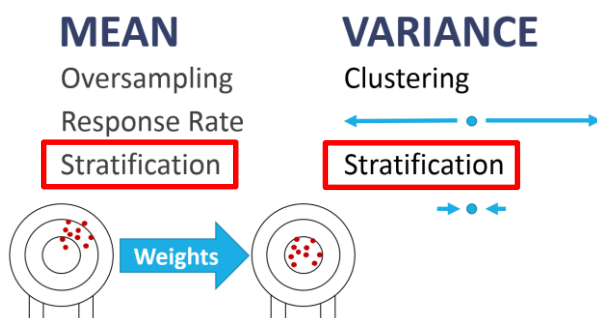 MEAN
Oversampling
Response Rate
Stratification
VARIANCE
Clustering
Stratification
Weights